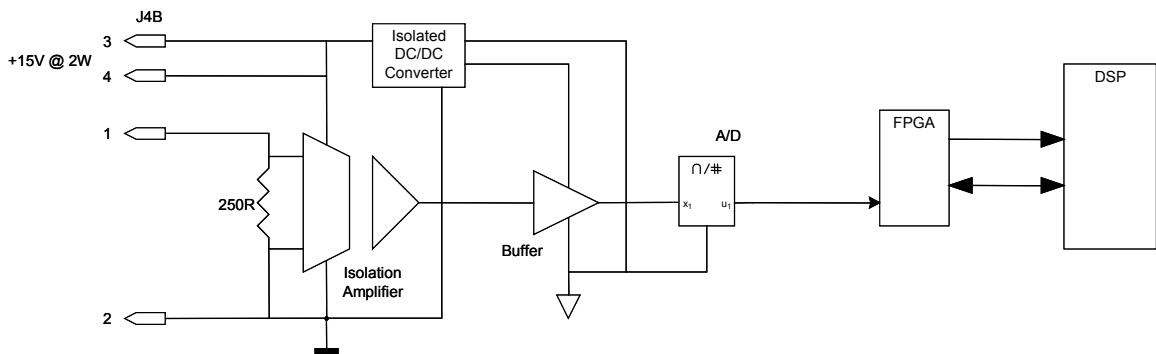 J4B
3
+15V @ 2W
4
1
250R
2
Isolated
DC/DC
Converter
Isolation
Amplifier
Buffer
A/D
∩/#
x1
u1
FPGA
DSP